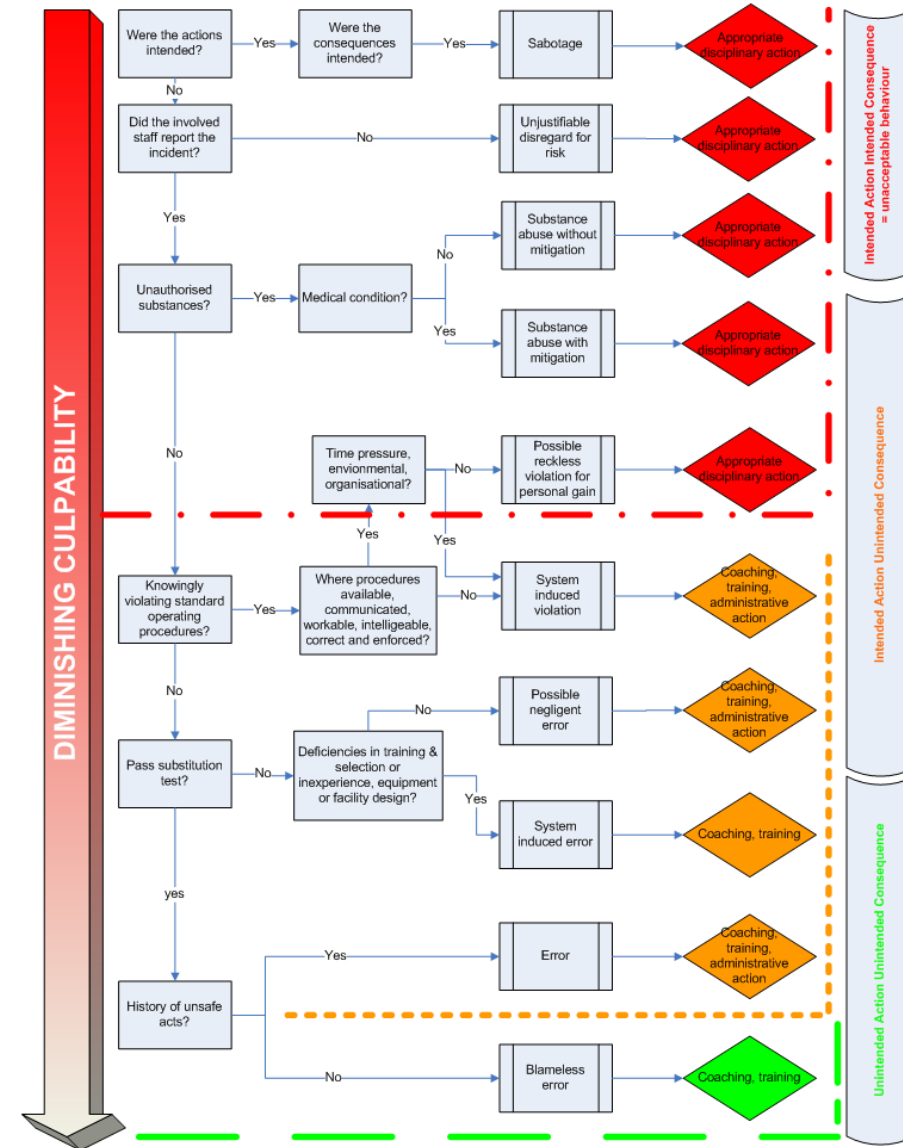 Were the actions
intended?
Yes
Were the
consequences
intended?
Yes
Sabotage
Appropriate
disciplinary action
No
Did the involved
staff report the
incident?
No
Unjustifiable
disregard for
risk
Appropriate
disciplinary action
Yes
Substance
abuse without
mitigation
Appropriate
disciplinary action
No
Unauthorised
substances?
Yes
Medical condition?
Yes
Substance
abuse with
mitigation
Appropriate
disciplinary action
No
Time pressure,
envionmental,
organisational?
No
Possible
reckless
violation for
personal gain
Appropriate
disciplinary action
Yes
Yes
Knowingly
violating standard
operating
procedures?
Yes
Where procedures
available,
communicated,
workable, intelligeable,
correct and enforced?
No
System
induced
violation
Coaching,
training,
administrative
action
No
No
Possible
negligent
error
Coaching,
training,
administrative
action
Pass substitution
test?
No
Deficiencies in training &
selection or
inexperience, equipment
or facility design?
Yes
System
induced error
Coaching, training
yes
History of unsafe
acts?
Yes
Error
Coaching,
training,
administrative
action
No
Blameless
error
Coaching, training
DIMINISHING CULPABILITY
Intended Action Intended Consequence
= unacceptable behaviour
Intended Action Unintended Consequence
Unintended Action Unintended Consequence